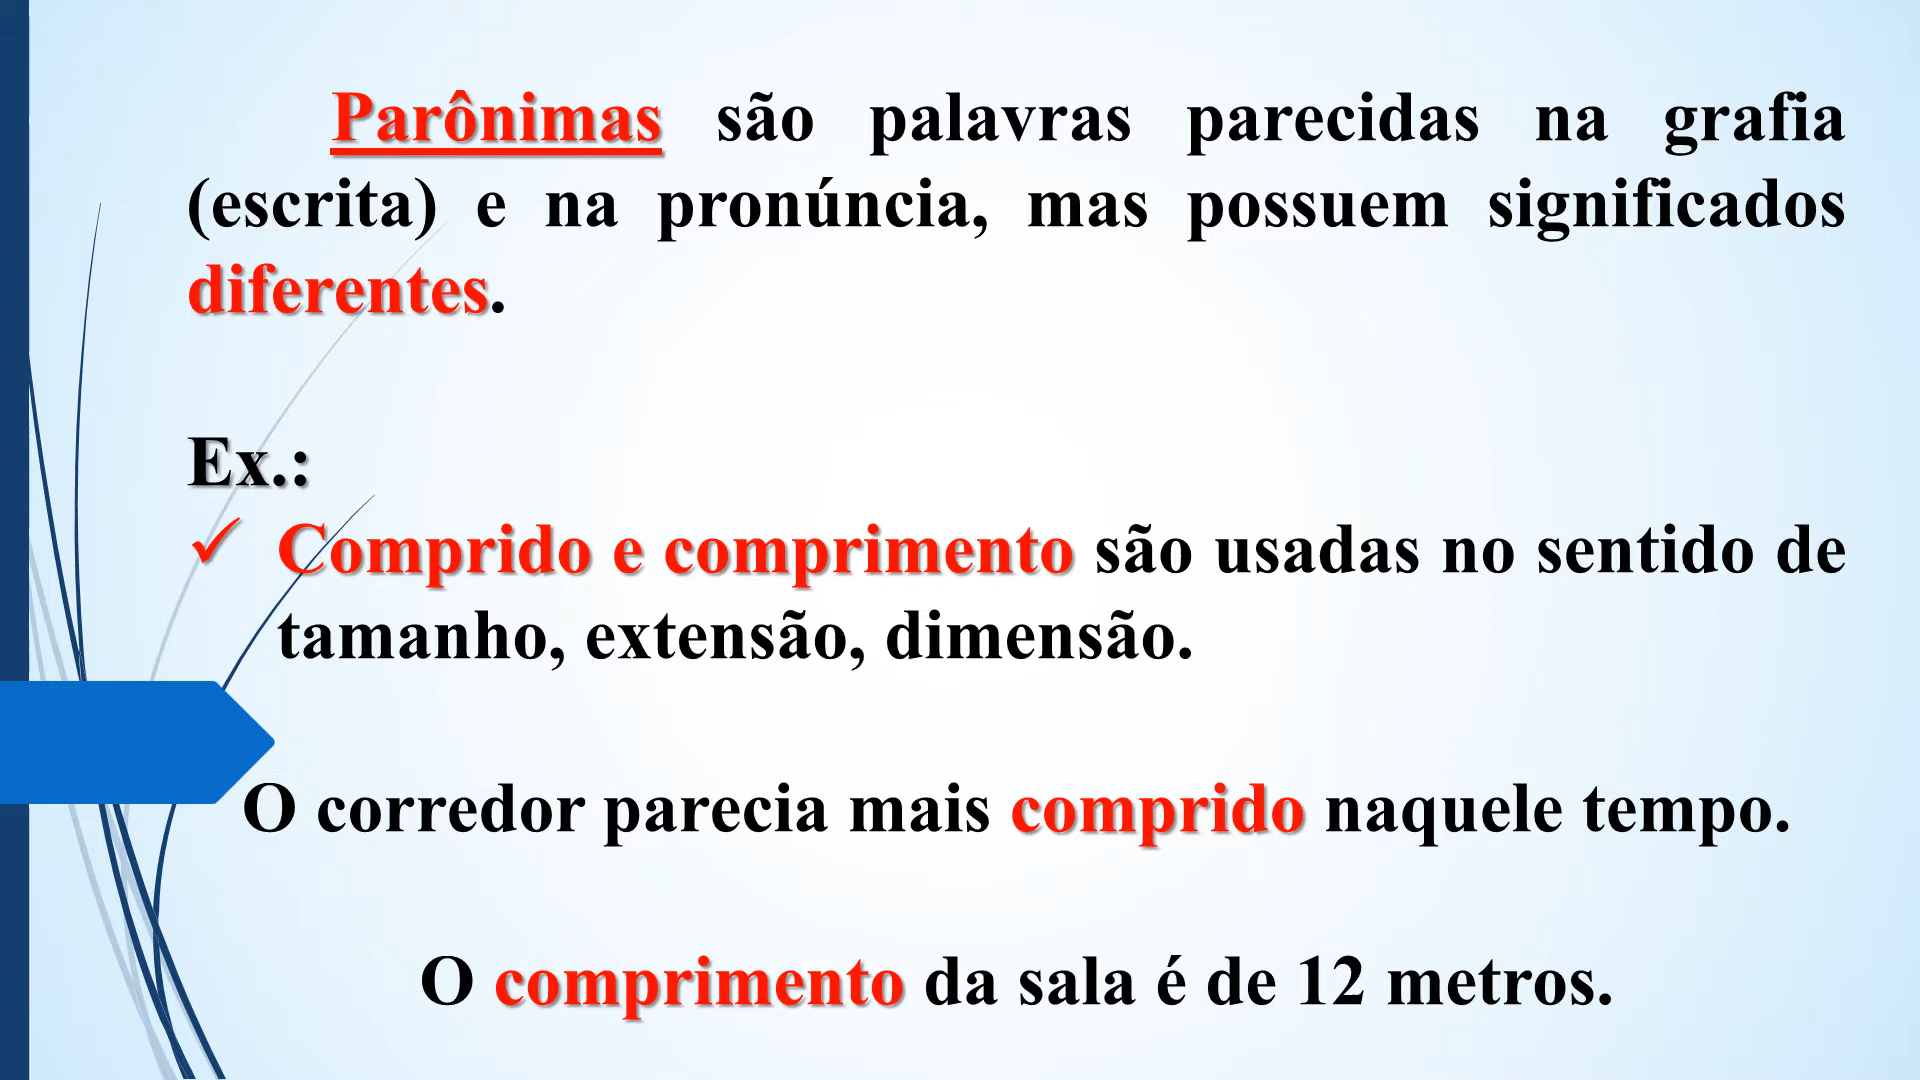 Parônimas são palavras parecidas na grafia
(escrita) e na pronúncia, mas possuem significados
diferentes.
Ex.:
✓ Comprido e comprimento são usadas no sentido de
tamanho, extensão, dimensão.
O corredor parecia mais comprido naquele tempo.
O comprimento da sala é de 12 metros.